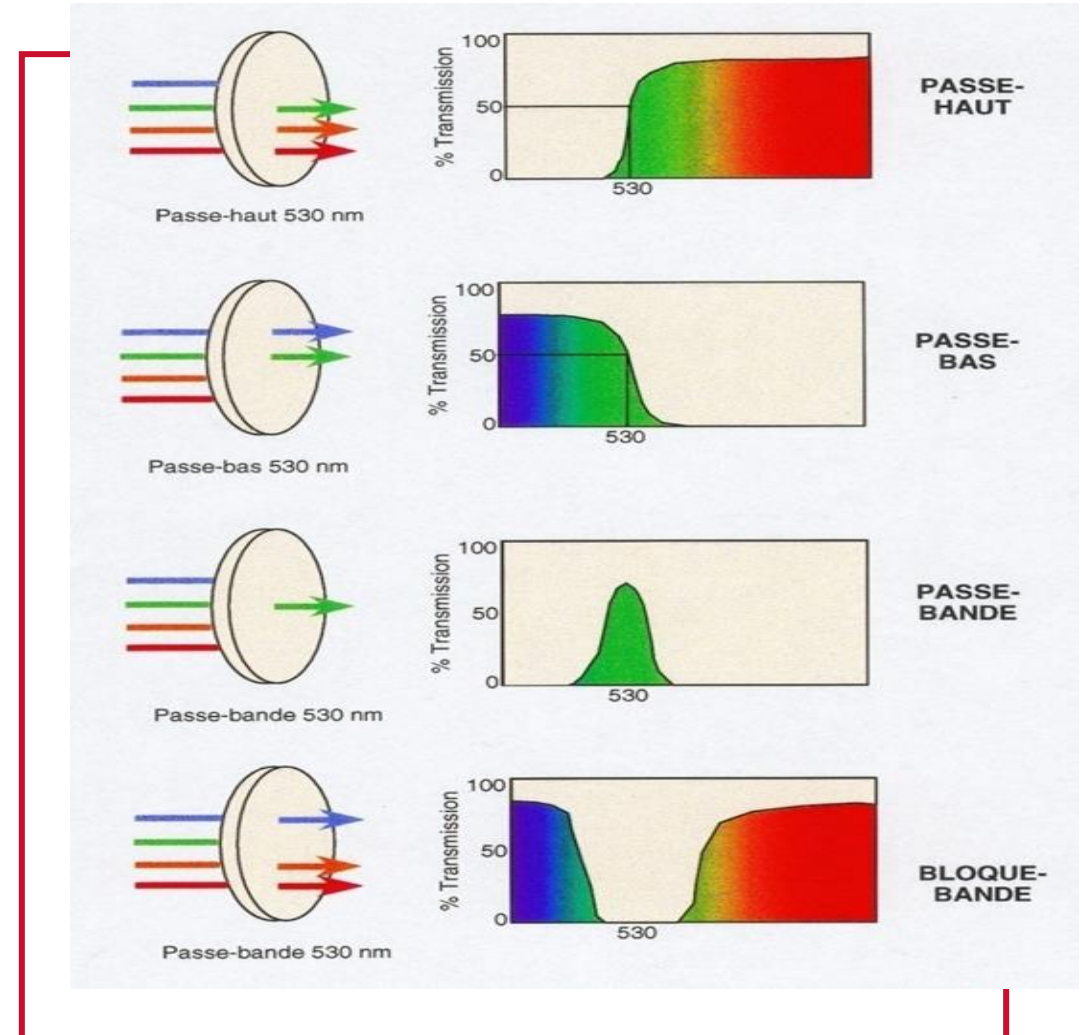 100
50
0
% Transmission
530
PASSE-
HAUT
Passe-haut 530 nm
100
50
0
% Transmission
530
PASSE-
BAS
Passe-bas 530 nm
100
50
0
% Transmission
530
PASSE-
BANDE
Passe-bande 530 nm
100
50
0
% Transmission
530
BLOQUE-
BANDE
Passe-bande 530 nm